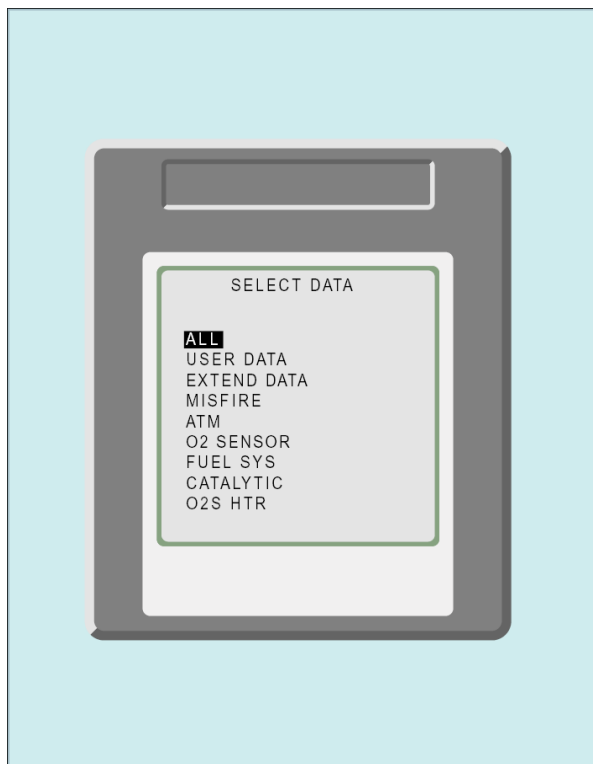 SELECT DATA
ALL
USER DATA
EXTEND DATA
MISFIRE
ATM
O2 SENSOR
FUEL SYS
CATALYTIC
O2S HTR